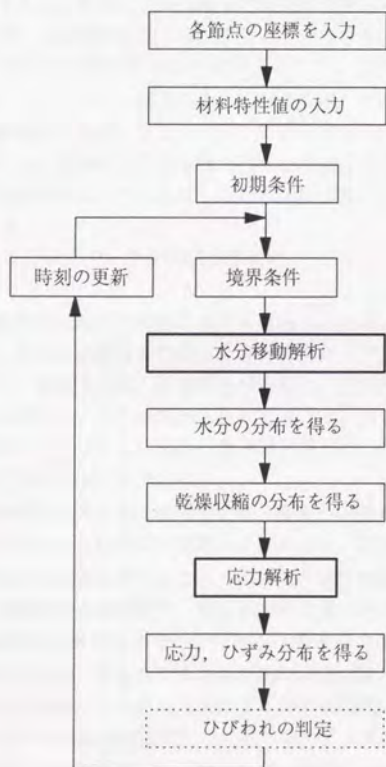 各節点の座標を入力
材料特性値の入力
初期条件
時刻の更新
境界条件
水分移動解析
水分の分布を得る
乾燥収縮の分布を得る
応力解析
応力，ひずみ分布を得る
ひびわれの判定